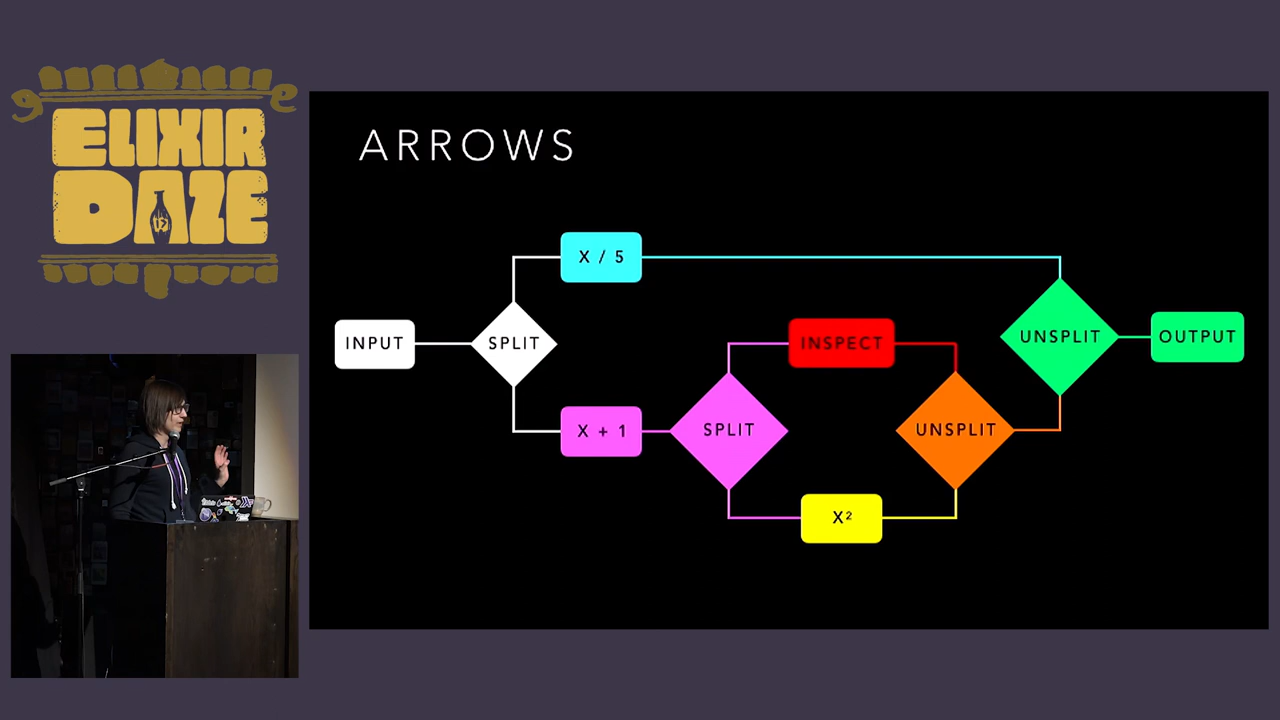 ELIXIR
DAZE
ARROWS
X / 5
INPUT
SPLIT
INSPECT
UNSPLIT
OUTPUT
X + 1
SPLIT
UNSPLIT
X²